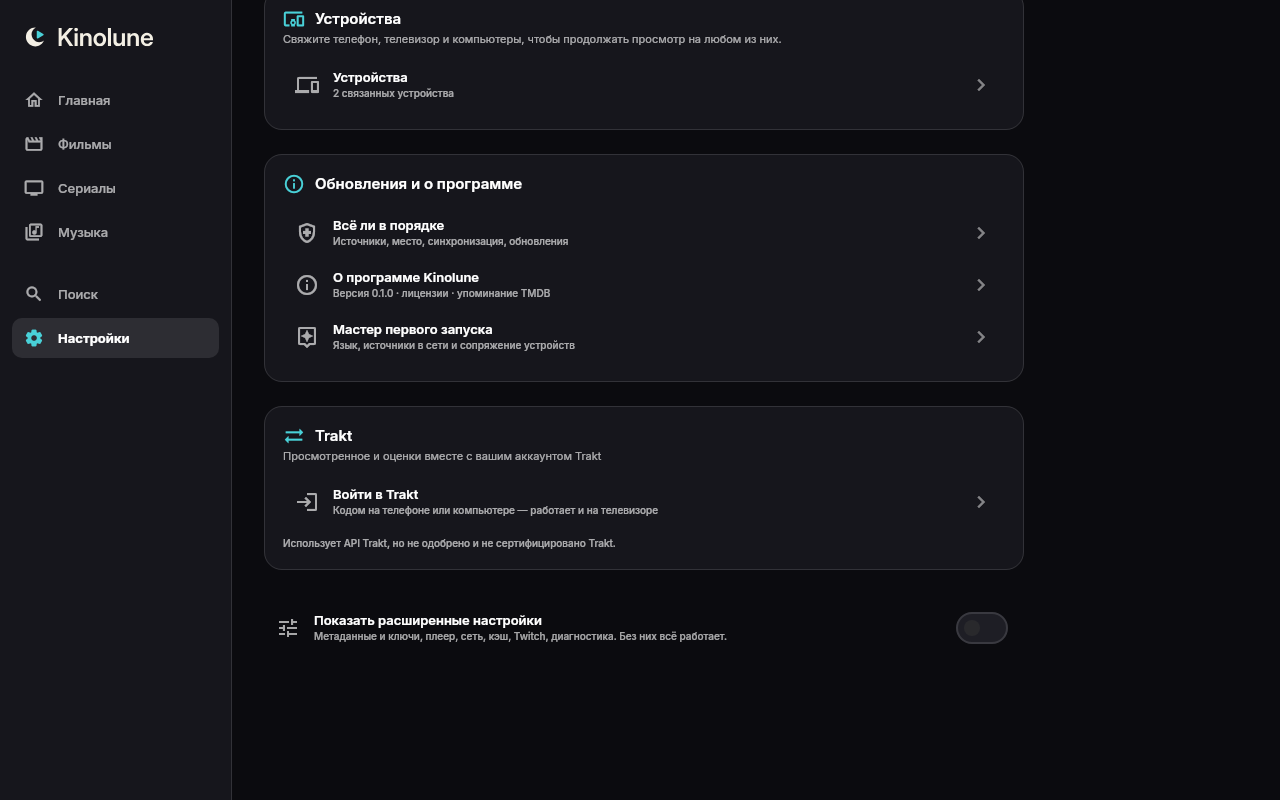 Kinolune
Главная
Фильмы
Сериалы
Музыка
Поиск
Настройки
Устройства
Свяжите телефон, телевизор и компьютеры, чтобы продолжать просмотр на любом из них.
Устройства
2 связанных устройства
Обновления и о программе
Всё ли в порядке
Источники, место, синхронизация, обновления
О программе Kinolune
Версия 0.1.0 · лицензии · упоминание TMDB
Мастер первого запуска
Язык, источники в сети и сопряжение устройств
Trakt
Просмотренное и оценки вместе с вашим аккаунтом Trakt
Войти в Trakt
Кодом на телефоне или компьютере — работает и на телевизоре
Использует API Trakt, но не одобрено и не сертифицировано Trakt.
Показать расширенные настройки
Метаданные и ключи, плеер, сеть, кэш, Twitch, диагностика. Без них всё работает.